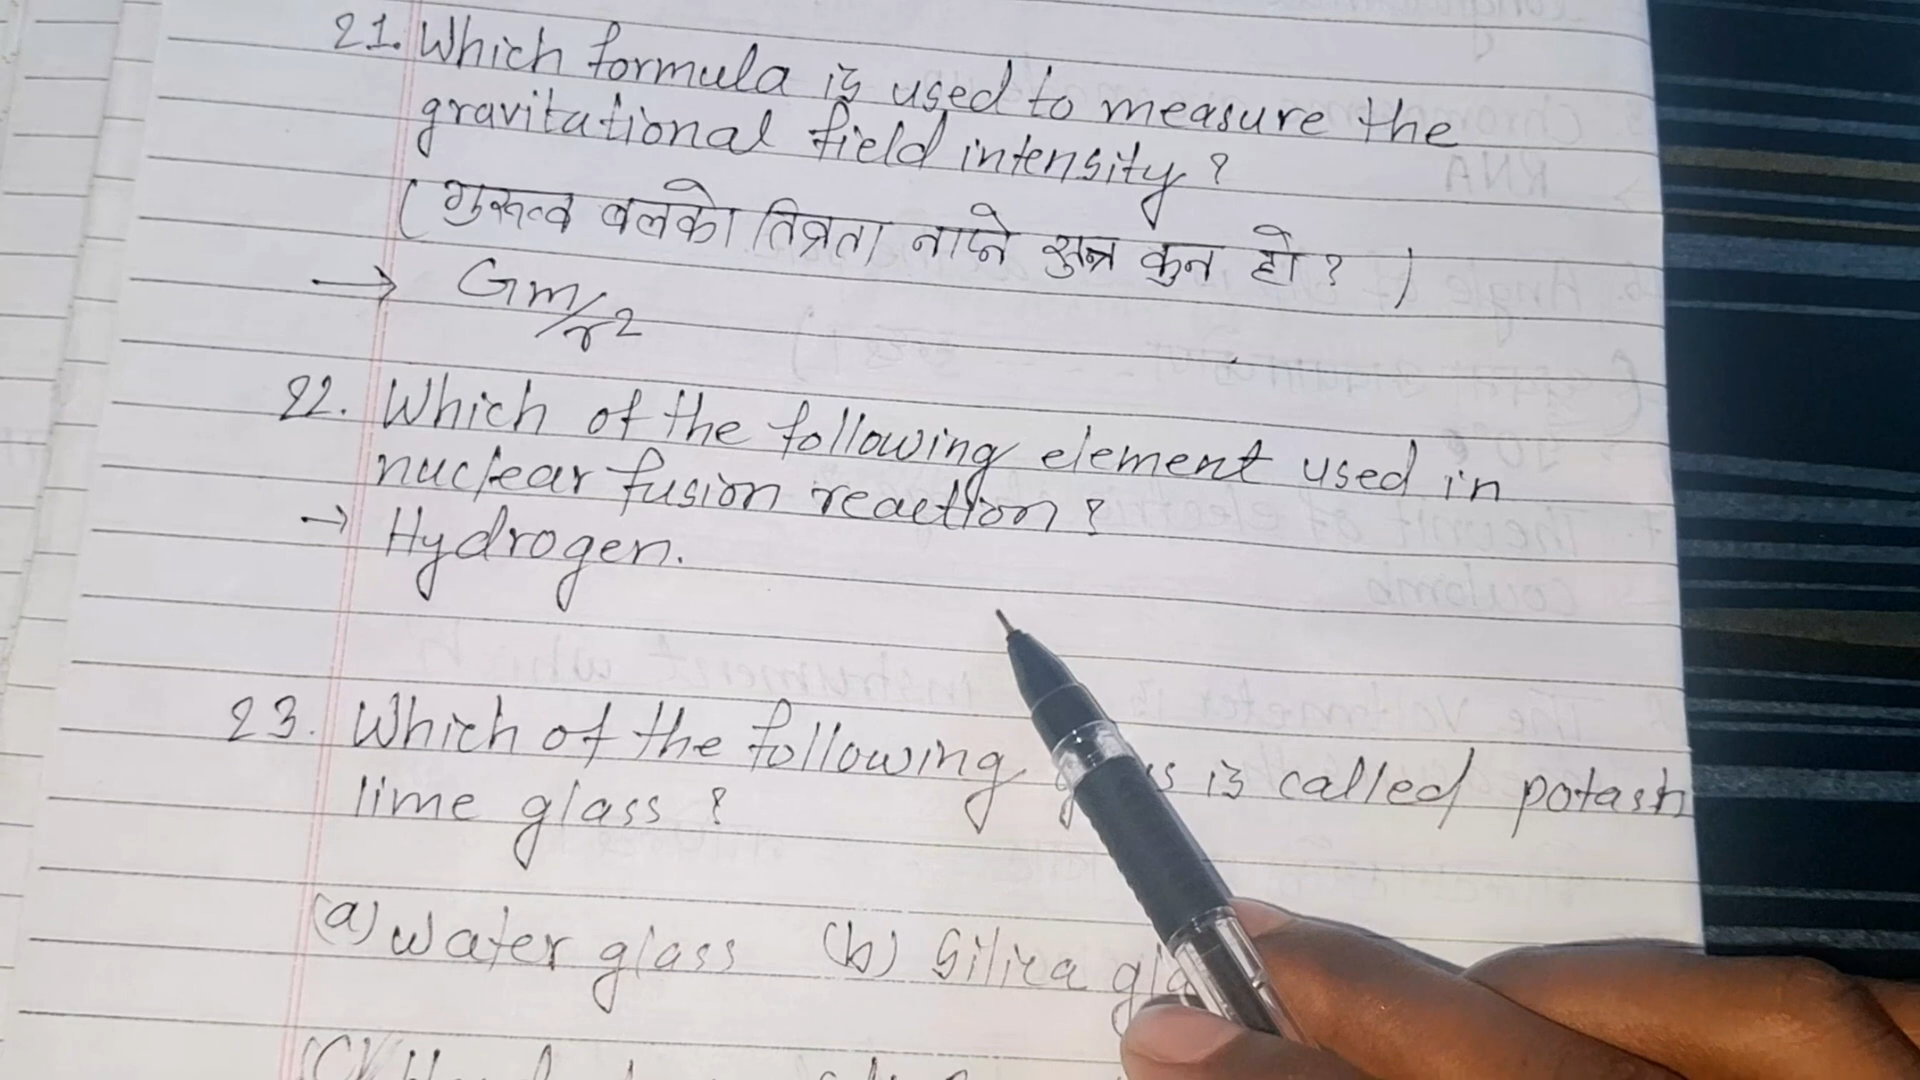 21. Which formula is used to measure the
gravitational field intensity?
(गुरुत्व बलको तिव्रता नाप्ने सुत्र कुन हो? )
→ Gm/r²
22. Which of the following element used in
nuclear fusion reaction?
→ Hydrogen.
23. Which of the following is called potash
lime glass?
(a) water glass (b) Silica
(c)